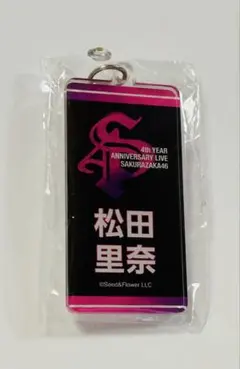 4th YEAR
ANNIVERSARY LIVE
SAKURAZAKA46
松田
里奈
©Seed&Flower LLC